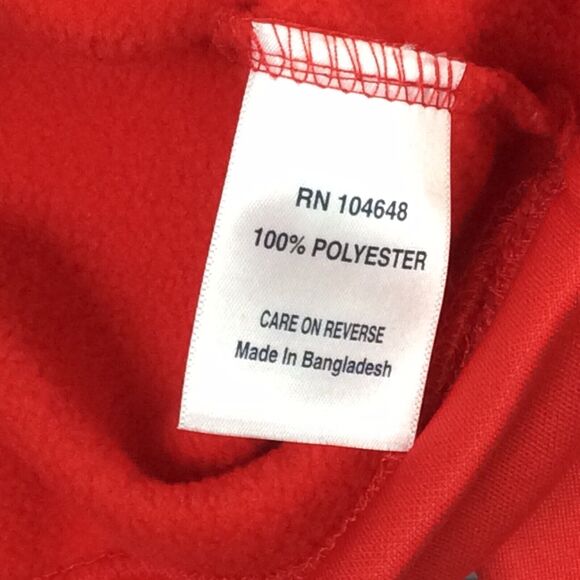 RN 104648
100% POLYESTER
CARE ON REVERSE
Made In Bangladesh